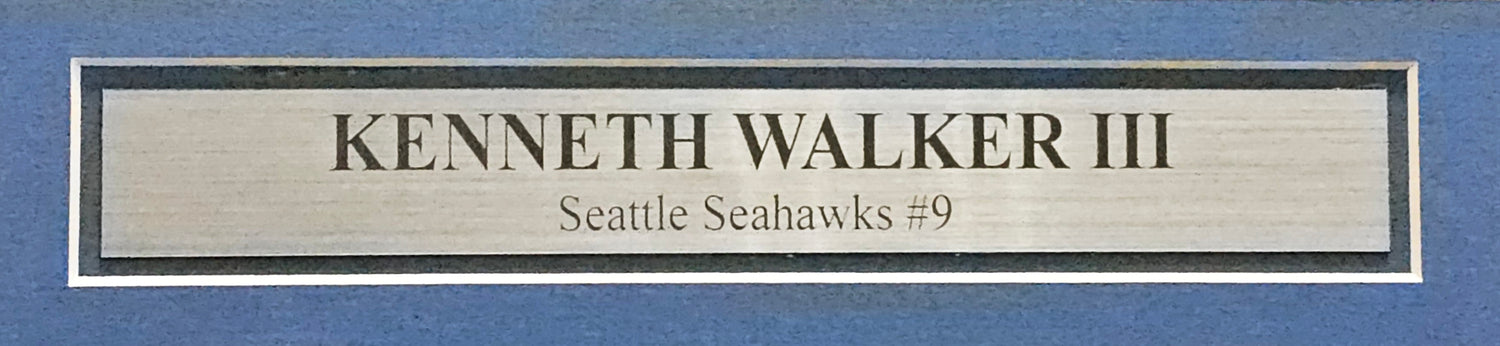 KENNETH WALKER III
Seattle Seahawks #9